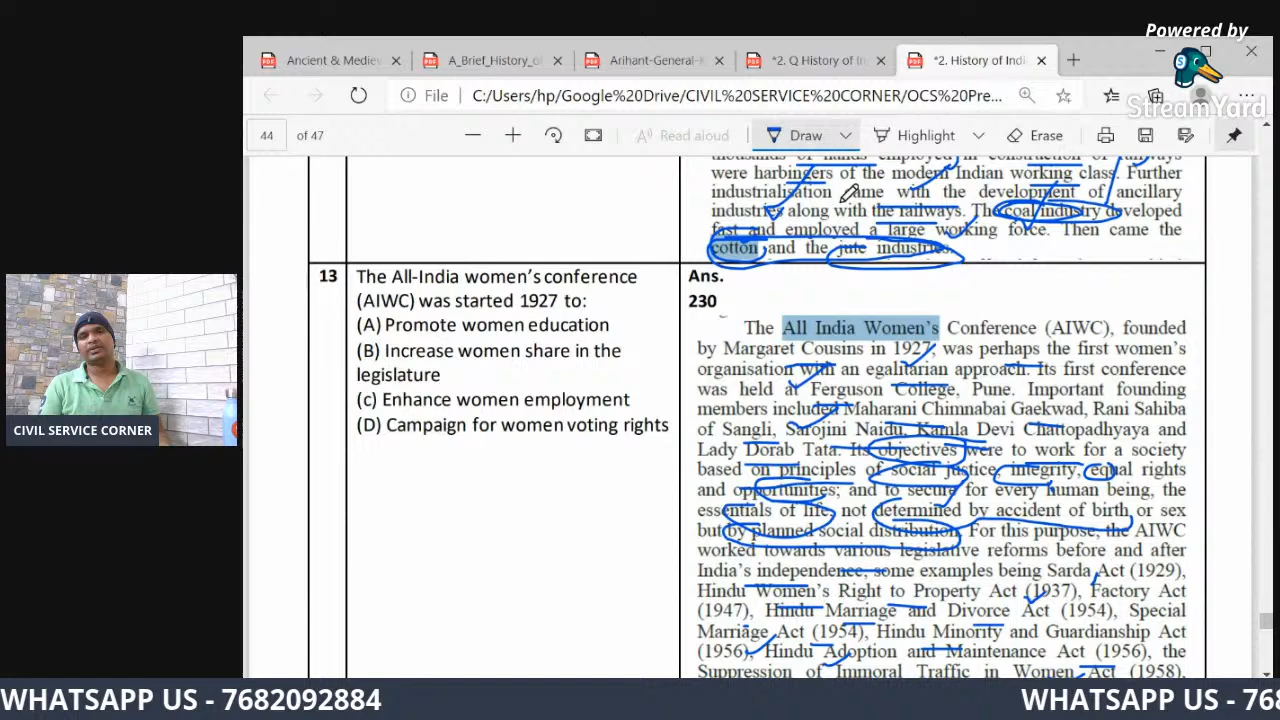 Powered by
StreamYard
Ancient & Mediev
A_Brief_History_o
Arihant-General-K
*2. Q History of In
*2. History of Indi
File
C:/Users/hp/Google%20Drive/CIVIL%20SERVICE%20CORNER/OCS%20Pre...
44 of 47
Read aloud
Draw
Highlight
Erase
thousands of hands employed in construction of railways
were harbingers of the modern Indian working class. Further
industrialisation came with the development of ancillary
industries along with the railways. The coal industry developed
fast and employed a large working force. Then came the
cotton and the jute industries.
13
The All-India women's conference
(AIWC) was started 1927 to:
(A) Promote women education
(B) Increase women share in the
legislature
(c) Enhance women employment
(D) Campaign for women voting rights
Ans.
230
The All India Women's Conference (AIWC), founded
by Margaret Cousins in 1927, was perhaps the first women's
organisation with an egalitarian approach. Its first conference
was held at Ferguson College, Pune. Important founding
members included Maharani Chimnabai Gaekwad, Rani Sahiba
of Sangli, Sarojini Naidu, Kamla Devi Chattopadhyaya and
Lady Dorab Tata. Its objectives were to work for a society
based on principles of social justice, integrity, equal rights
and opportunities; and to secure for every human being, the
essentials of life, not determined by accident of birth or sex
but by planned social distribution. For this purpose, the AIWC
worked towards various legislative reforms before and after
India's independence, some examples being Sarda Act (1929),
Hindu Women's Right to Property Act (1937), Factory Act
(1947), Hindu Marriage and Divorce Act (1954), Special
Marriage Act (1954), Hindu Minority and Guardianship Act
(1956), Hindu Adoption and Maintenance Act (1956), the
Suppression of Immoral Traffic in Women Act (1958),
CIVIL SERVICE CORNER
WHATSAPP US - 7682092884
WHATSAPP US - 768